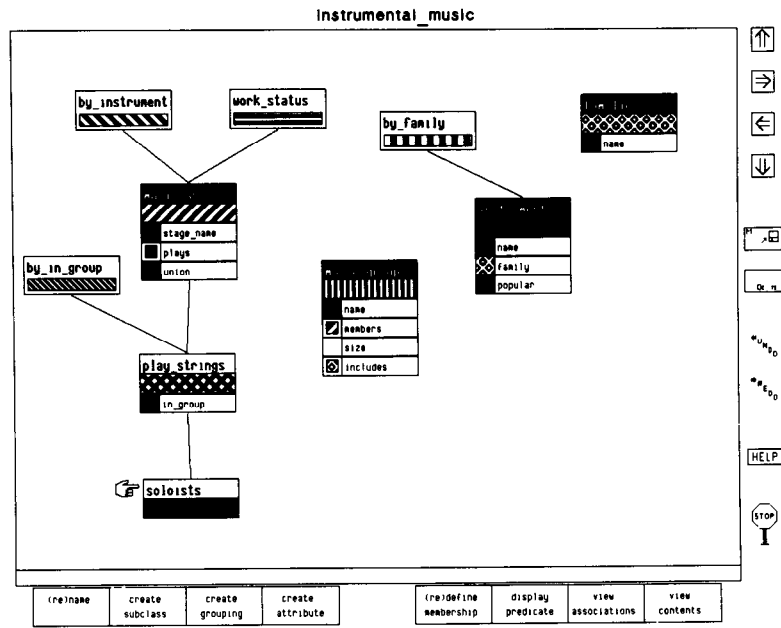 instrumental_music
by_instrument
work_status
by_family
name
stage_name
plays
union
name
family
popular
by_in_group
name
members
size
includes
play_strings
in_group
soloists
HELP
STOP
(re)name
create subclass
create grouping
create attribute
(re)define membership
display predicate
view associations
view contents